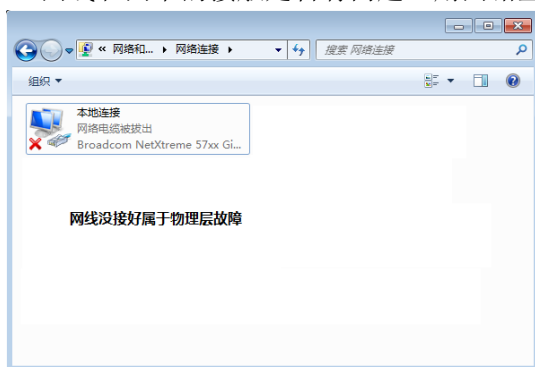 网络和... 网络连接 搜索 网络连接
组织
本地连接
网络电缆被拔出
Broadcom NetXtreme 57xx Gi...
网线没接好属于物理层故障